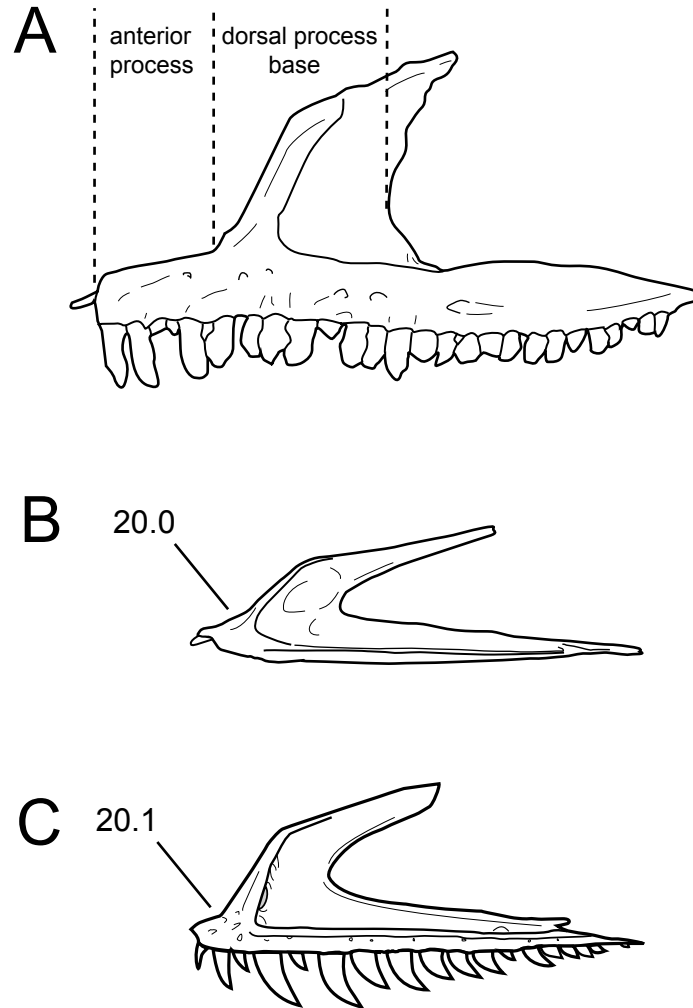 A
anterior
process
dorsal process
base
B
20.0
C
20.1